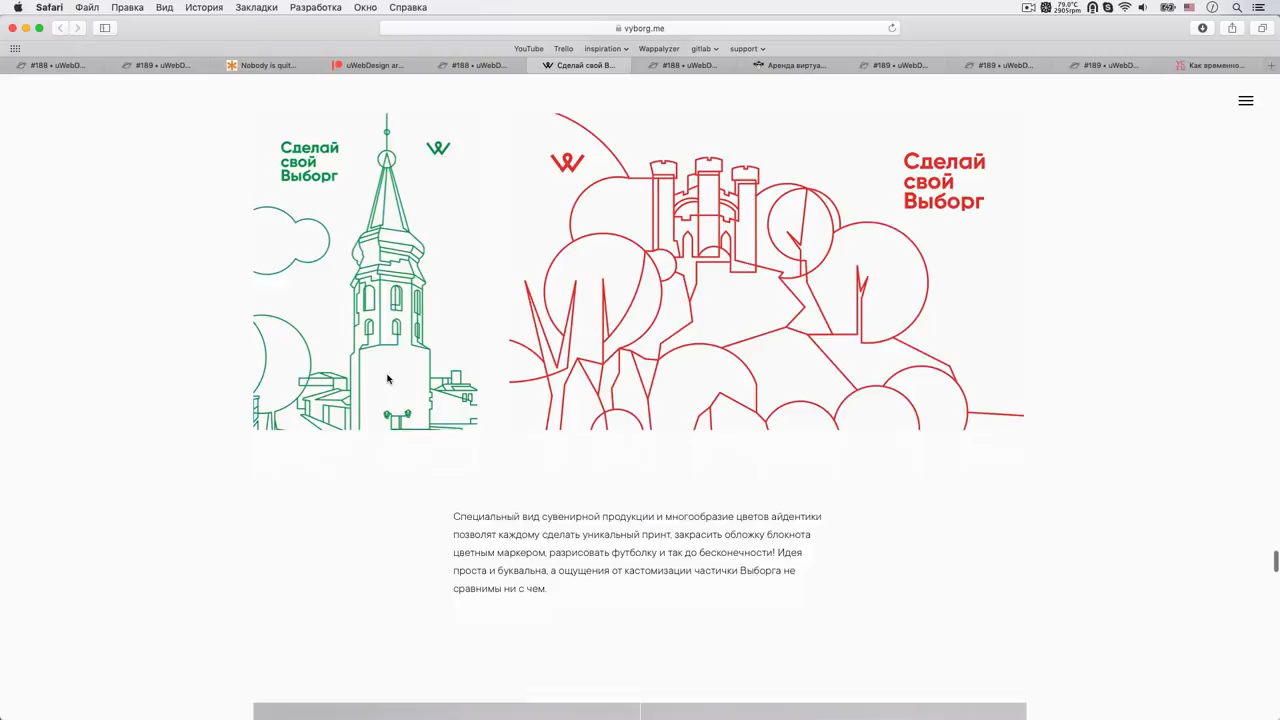 Safari Файл Правка Вид История Закладки Разработка Окно Справка
79.0°C
2905rpm
vyborg.me
YouTube Trello inspiration Wappalyzer gitlab support
#188 • uWebD... #189 • uWebD... Nobody is quit... uWebDesign ar... #188 • uWebD... Сделай свой В... #188 • uWebD... Аренда виртуа... #189 • uWebD... #189 • uWebD... #189 • uWebD... Как временно...
Сделай
свой
Выборг
Сделай
свой
Выборг
Специальный вид сувенирной продукции и многообразие цветов айдентики
позволят каждому сделать уникальный принт, закрасить обложку блокнота
цветным маркером, разрисовать футболку и так до бесконечности! Идея
проста и буквальна, а ощущения от кастомизации частички Выборга не
сравнимы ни с чем.